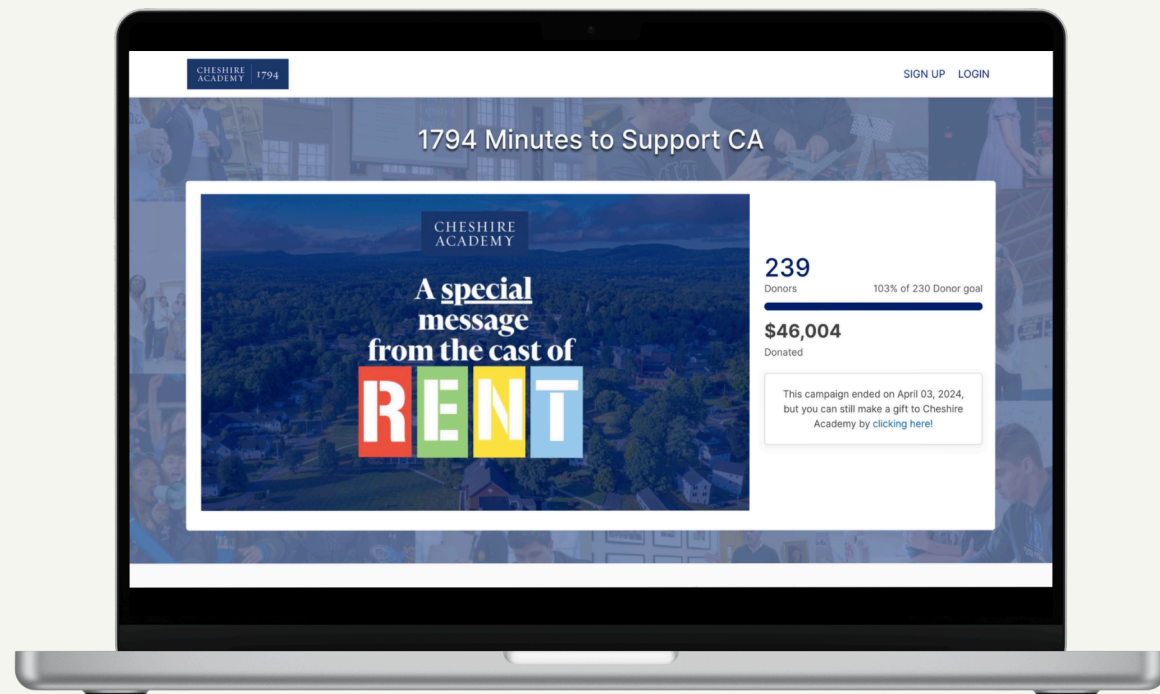 CHESHIRE
ACADEMY
1794
SIGN UP LOGIN
1794 Minutes to Support CA
CHESHIRE
ACADEMY
A special
message
from the cast of
RENT
239
Donors
103% of 230 Donor goal
$46,004
Donated
This campaign ended on April 03, 2024,
but you can still make a gift to Cheshire
Academy by clicking here!